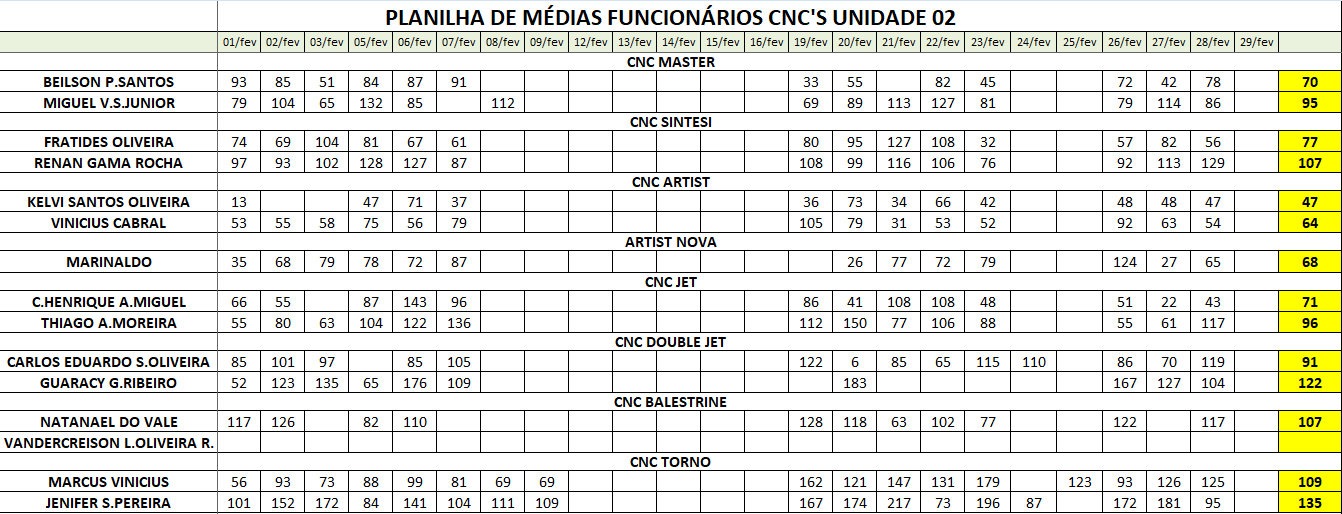 PLANILHA DE MÉDIAS FUNCIONÁRIOS CNC'S UNIDADE 02
01/fev 02/fev 03/fev 05/fev 06/fev 07/fev 08/fev 09/fev 12/fev 13/fev 14/fev 15/fev 16/fev 19/fev 20/fev 21/fev 22/fev 23/fev 24/fev 25/fev 26/fev 27/fev 28/fev 29/fev
CNC MASTER
BEILSON P.SANTOS 93 85 51 84 87 91 33 55 82 45 72 42 78 70
MIGUEL V.S.JUNIOR 79 104 65 132 85 112 69 89 113 127 81 79 114 86 95
CNC SINTESI
FRATIDES OLIVEIRA 74 69 104 81 67 61 80 95 127 108 32 57 82 56 77
RENAN GAMA ROCHA 97 93 102 128 127 87 108 99 116 106 76 92 113 129 107
CNC ARTIST
KELVI SANTOS OLIVEIRA 13 47 71 37 36 73 34 66 42 48 48 47 47
VINICIUS CABRAL 53 55 58 75 56 79 105 79 31 53 52 92 63 54 64
ARTIST NOVA
MARINALDO 35 68 79 78 72 87 26 77 72 79 124 27 65 68
CNC JET
C.HENRIQUE A.MIGUEL 66 55 87 143 96 86 41 108 108 48 51 22 43 71
THIAGO A.MOREIRA 55 80 63 104 122 136 112 150 77 106 88 55 61 117 96
CNC DOUBLE JET
CARLOS EDUARDO S.OLIVEIRA 85 101 97 85 105 122 6 85 65 115 110 86 70 119 91
GUARACY G.RIBEIRO 52 123 135 65 176 109 183 167 127 104 122
CNC BALESTRINE
NATANAEL DO VALE 117 126 82 110 128 118 63 102 77 122 117 107
VANDERCREISON L.OLIVEIRA R.
CNC TORNO
MARCUS VINICIUS 56 93 73 88 99 81 69 69 162 121 147 131 179 123 93 126 125 109
JENIFER S.PEREIRA 101 152 172 84 141 104 111 109 167 174 217 73 196 87 172 181 95 135